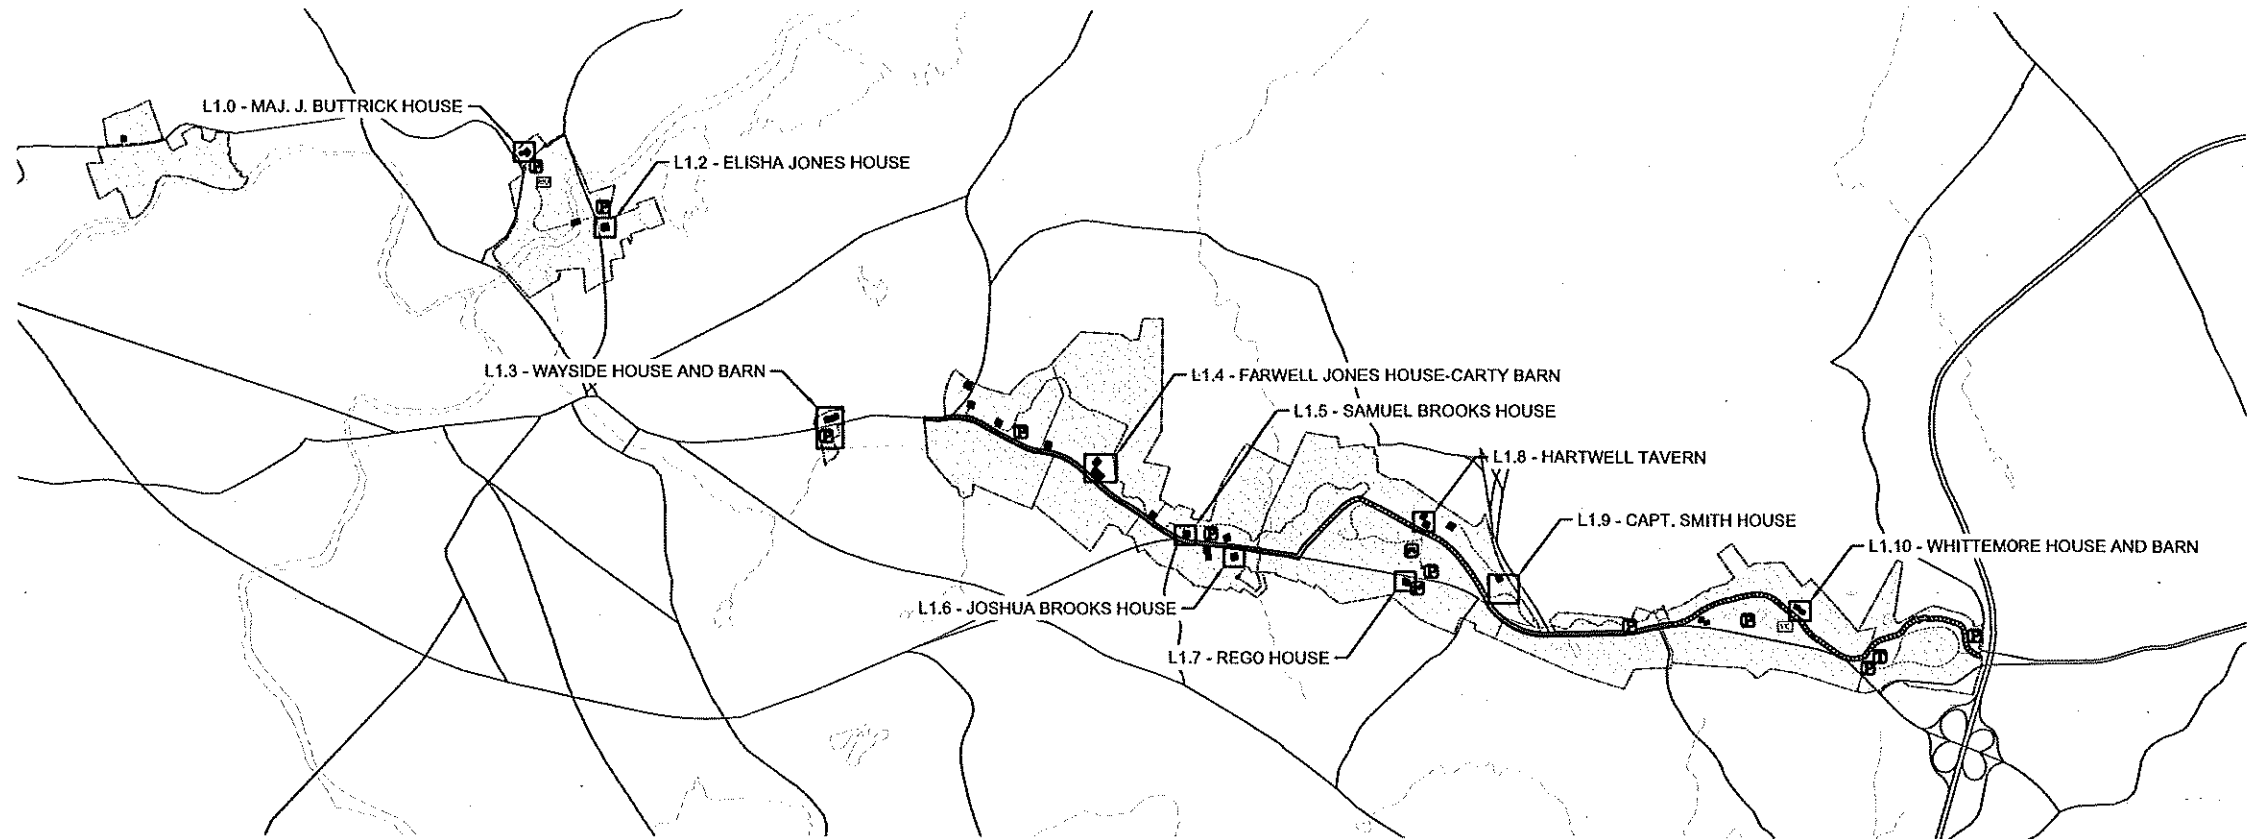 L1.0 - MAJ. J. BUTTRICK HOUSE
L1.2 - ELISHA JONES HOUSE
L1.3 - WAYSIDE HOUSE AND BARN
L1.4 - FARWELL JONES HOUSE-CARTY BARN
L1.5 - SAMUEL BROOKS HOUSE
L1.8 - HARTWELL TAVERN
L1.9 - CAPT. SMITH HOUSE
L1.10 - WHITTEMORE HOUSE AND BARN
L1.6 - JOSHUA BROOKS HOUSE
L1.7 - REGO HOUSE
P
P
P
P
P
P
P
P
P
VC
P
P
P